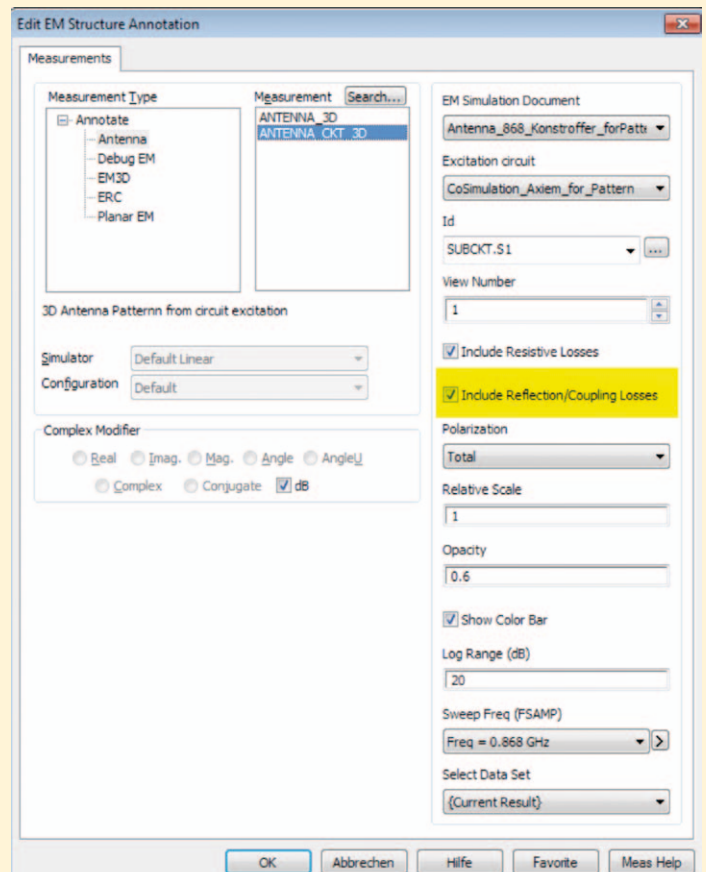 Edit EM Structure Annotation
Measurements
Measurement Type
Annotate
Antenna
Debug EM
EM3D
ERC
Planar EM
Measurement
Search...
ANTENNA_3D
ANTENNA_CKT_3D
3D Antenna Patternn from circuit excitation
Simulator
Default Linear
Configuration
Default
Complex Modifier
Real
Imag.
Mag.
Angle
AngleU
Complex
Conjugate
dB
EM Simulation Document
Antenna_868_Konstroffer_forPatt
Excitation circuit
CoSimulation_Axiem_for_Pattern
Id
SUBCKT.S1
...
View Number
1
Include Resistive Losses
Include Reflection/Coupling Losses
Polarization
Total
Relative Scale
1
Opacity
0.6
Show Color Bar
Log Range (dB)
20
Sweep Freq (FSAMP)
Freq = 0.868 GHz
>
Select Data Set
{Current Result}
OK
Abbrechen
Hilfe
Favorite
Meas Help